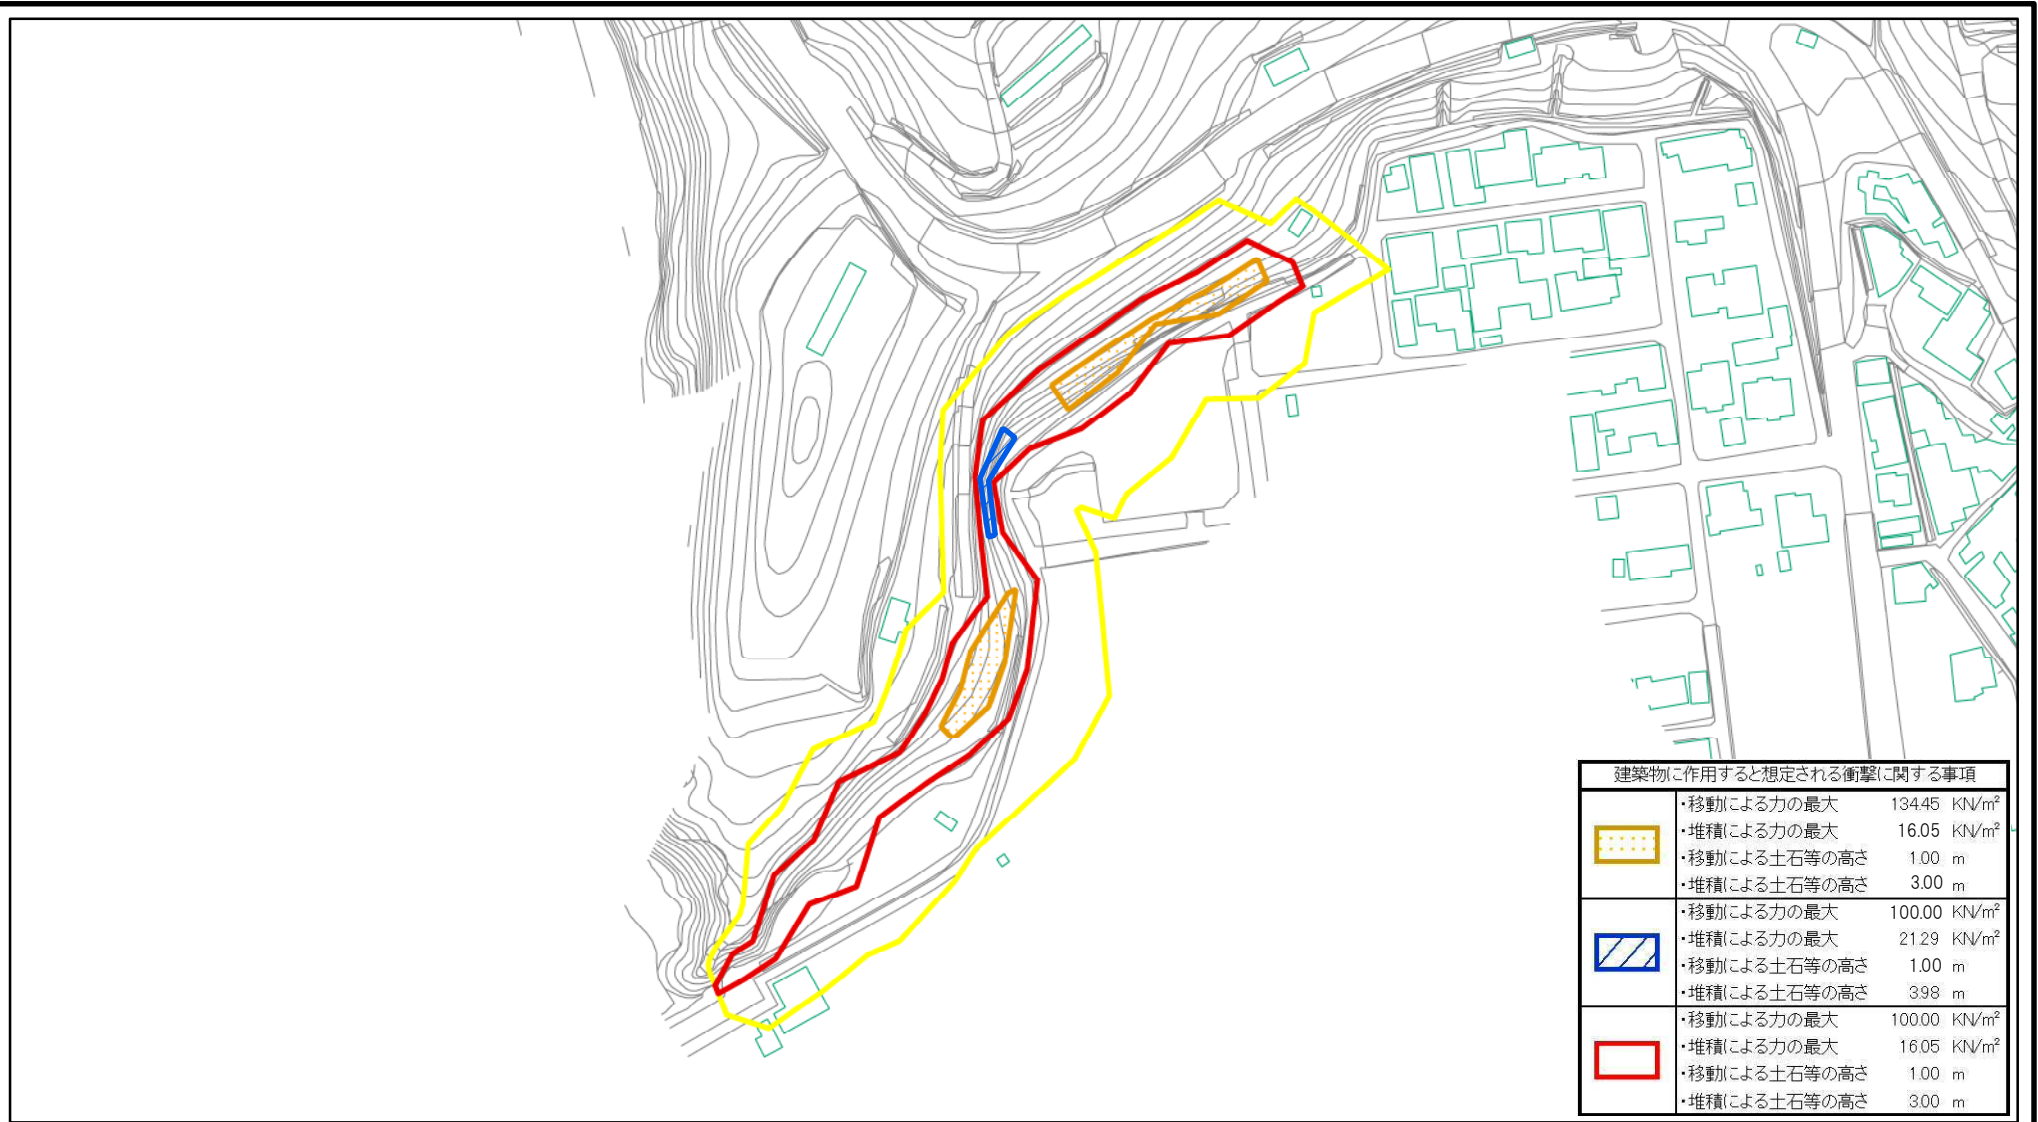 建築物に作用すると想定される衝撃に関する事項
・移動による力の最大 134.45 KN/m²
・堆積による力の最大 16.05 KN/m²
・移動による土石等の高さ 1.00 m
・堆積による土石等の高さ 3.00 m
・移動による力の最大 100.00 KN/m²
・堆積による力の最大 21.29 KN/m²
・移動による土石等の高さ 1.00 m
・堆積による土石等の高さ 3.98 m
・移動による力の最大 100.00 KN/m²
・堆積による力の最大 16.05 KN/m²
・移動による土石等の高さ 1.00 m
・堆積による土石等の高さ 3.00 m